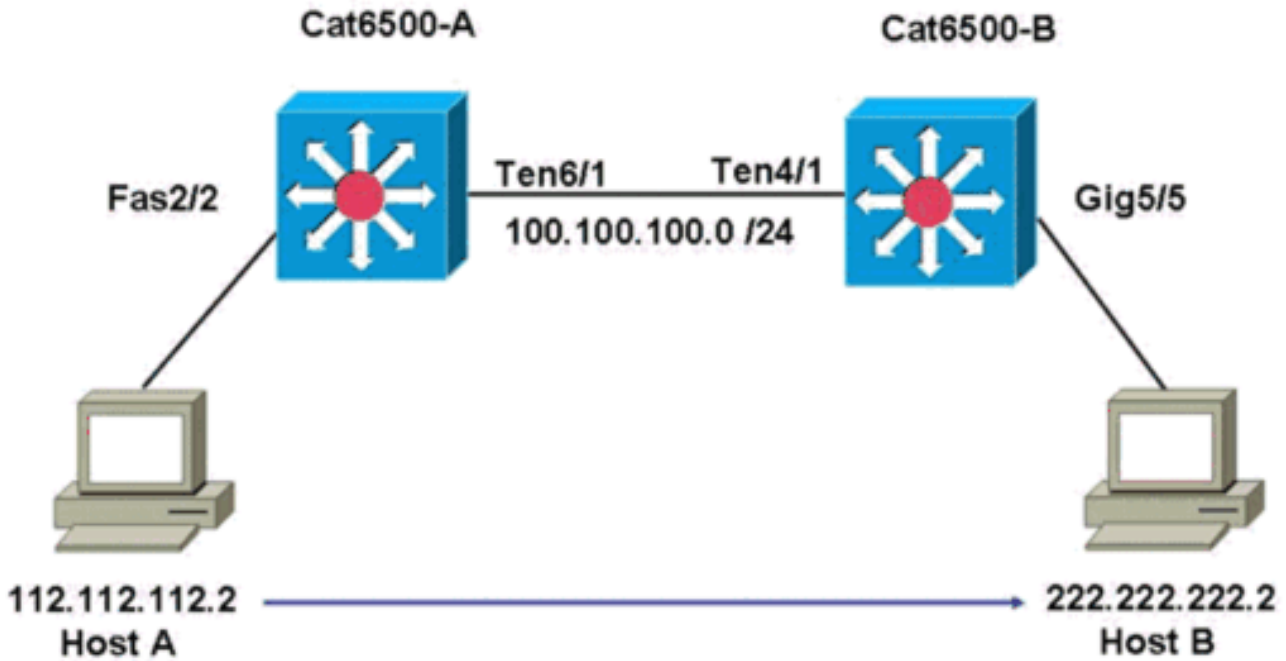 Cat6500-A
Cat6500-B
Fas2/2
Ten6/1
Ten4/1
Gig5/5
100.100.100.0 /24
112.112.112.2
Host A
222.222.222.2
Host B